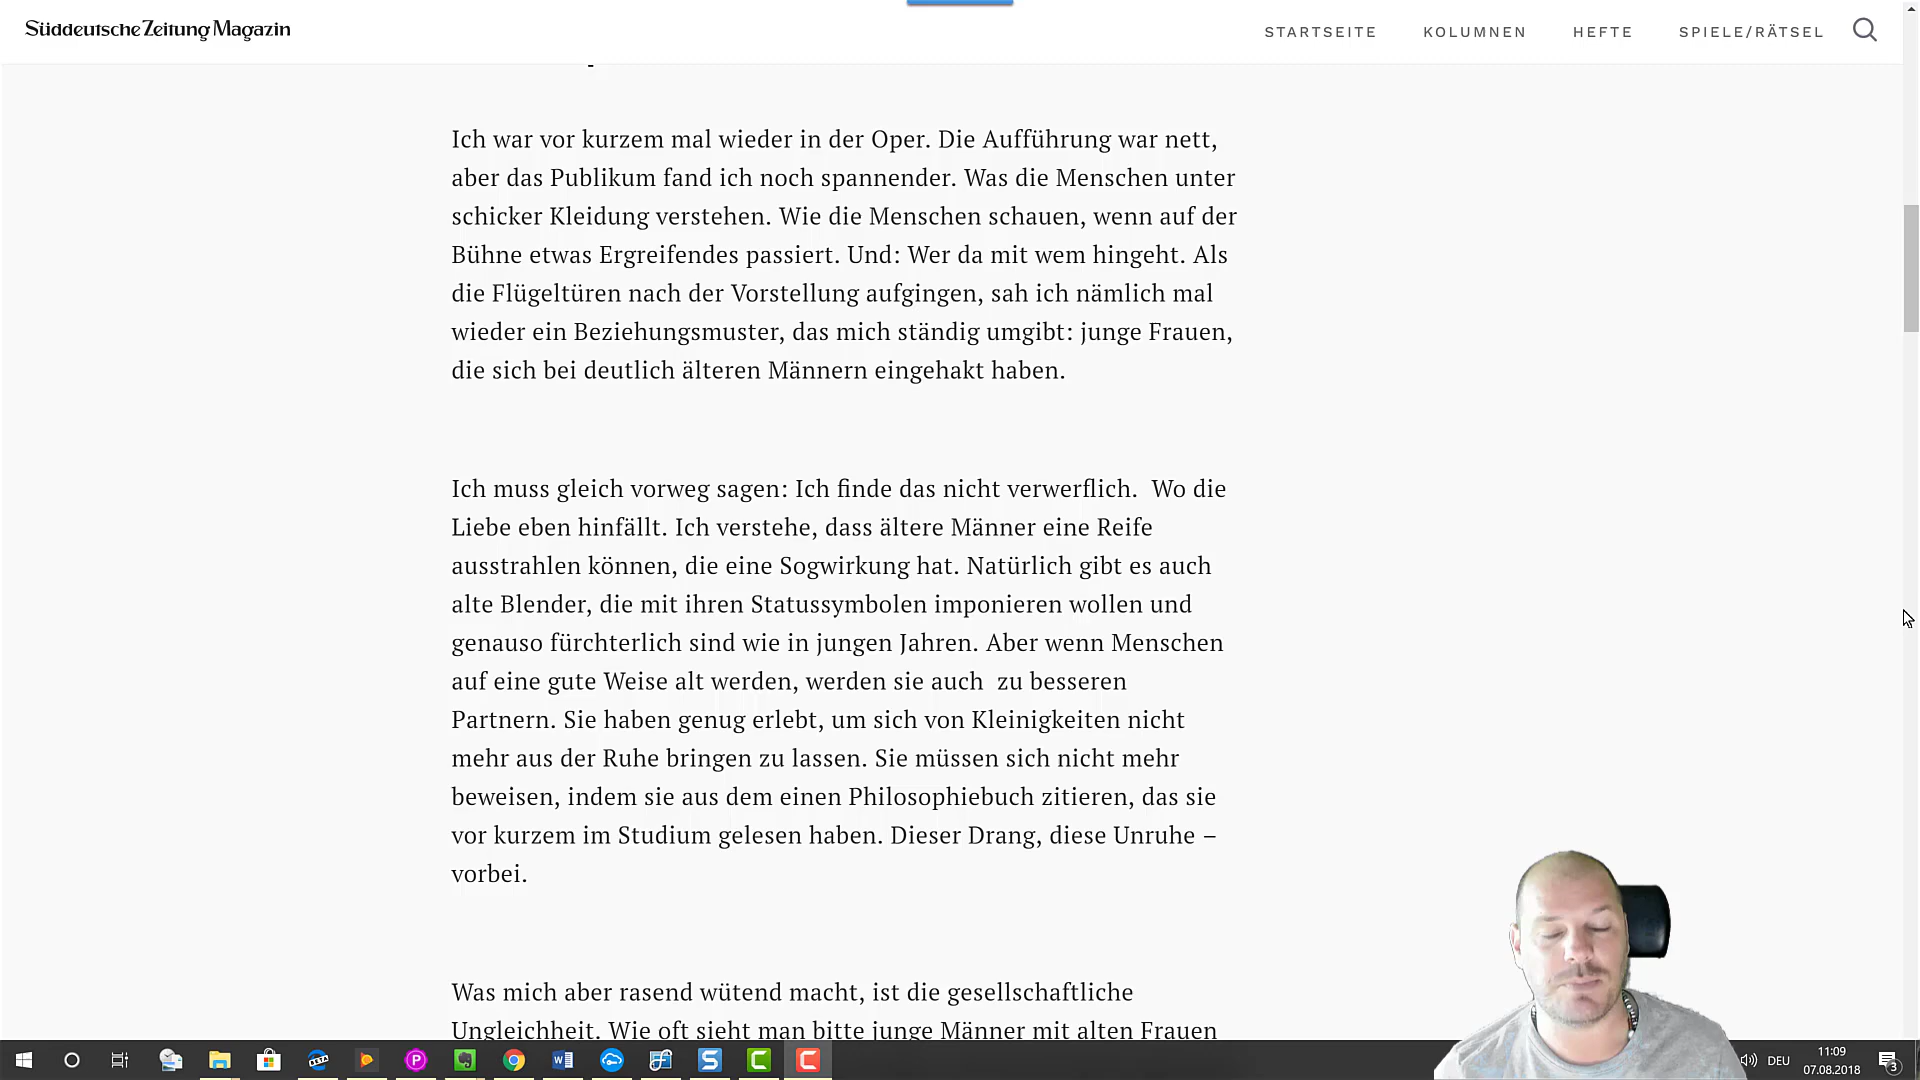 Süddeutsche Zeitung Magazin
STARTSEITE KOLUMNEN HEFTE SPIELE/RÄTSEL
Ich war vor kurzem mal wieder in der Oper. Die Aufführung war nett,
aber das Publikum fand ich noch spannender. Was die Menschen unter
schicker Kleidung verstehen. Wie die Menschen schauen, wenn auf der
Bühne etwas Ergreifendes passiert. Und: Wer da mit wem hingeht. Als
die Flügeltüren nach der Vorstellung aufgingen, sah ich nämlich mal
wieder ein Beziehungsmuster, das mich ständig umgibt: junge Frauen,
die sich bei deutlich älteren Männern eingehakt haben.
Ich muss gleich vorweg sagen: Ich finde das nicht verwerflich. Wo die
Liebe eben hinfällt. Ich verstehe, dass ältere Männer eine Reife
ausstrahlen können, die eine Sogwirkung hat. Natürlich gibt es auch
alte Blender, die mit ihren Statussymbolen imponieren wollen und
genauso fürchterlich sind wie in jungen Jahren. Aber wenn Menschen
auf eine gute Weise alt werden, werden sie auch zu besseren
Partnern. Sie haben genug erlebt, um sich von Kleinigkeiten nicht
mehr aus der Ruhe bringen zu lassen. Sie müssen sich nicht mehr
beweisen, indem sie aus dem einen Philosophiebuch zitieren, das sie
vor kurzem im Studium gelesen haben. Dieser Drang, diese Unruhe –
vorbei.
Was mich aber rasend wütend macht, ist die gesellschaftliche
Ungleichheit. Wie oft sieht man bitte junge Männer mit alten Frauen
DEU
11:09
07.08.2018
3